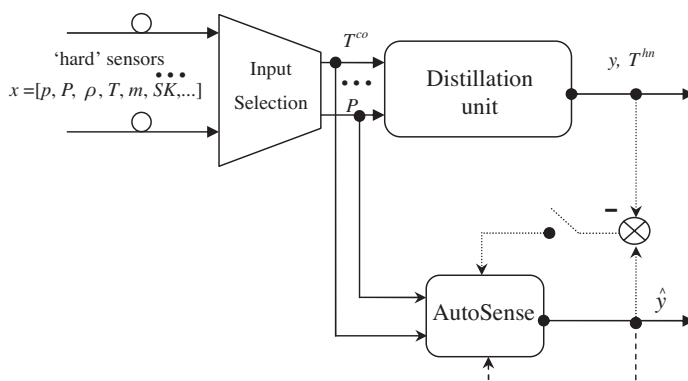 'hard' sensors
x =[p, P, ρ, T, m, SK,...]
Input
Selection
T^{co}
P
Distillation
unit
y, T^{hn}
–
AutoSense
ŷ